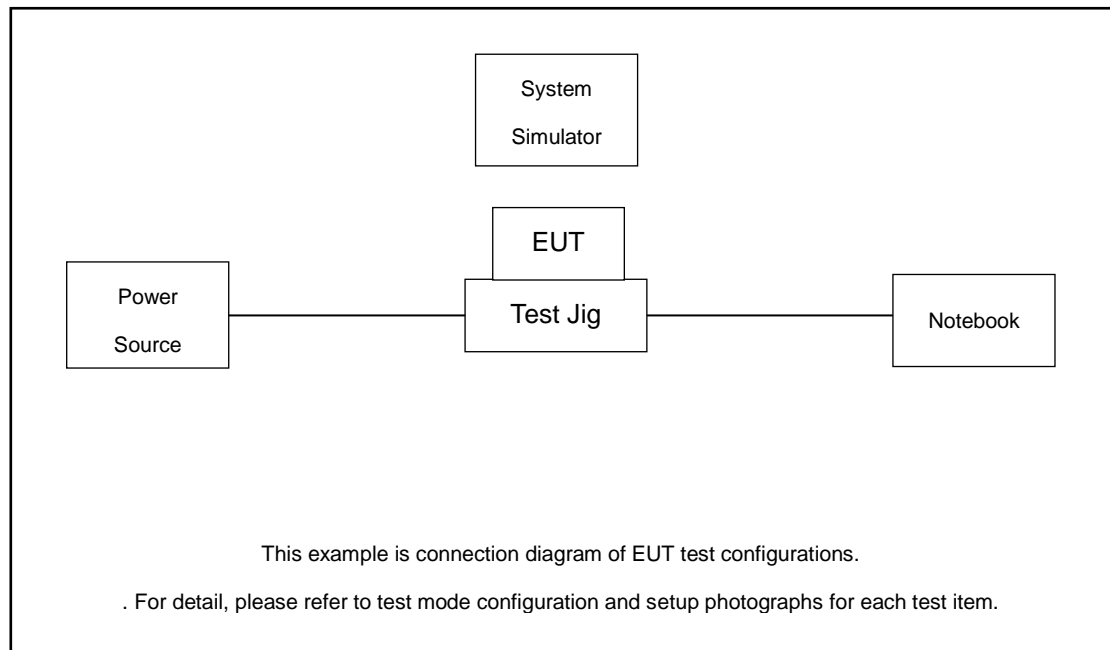 System
Simulator
EUT
Power
Source
Test Jig
Notebook
This example is connection diagram of EUT test configurations.
. For detail, please refer to test mode configuration and setup photographs for each test item.